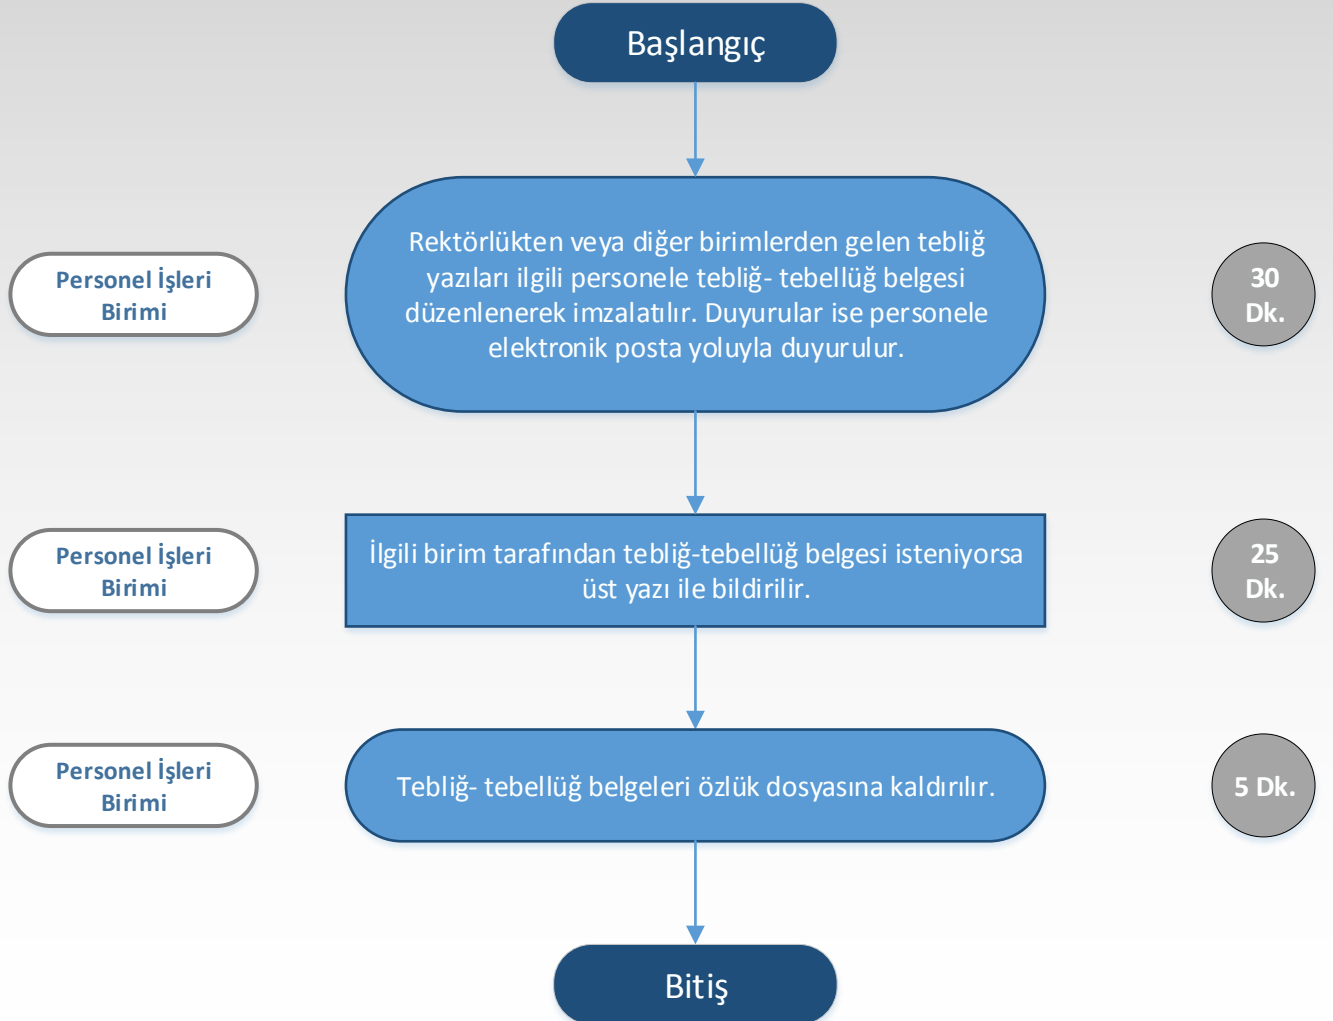 Başlangıç
Rektörlükten veya diğer birimlerden gelen tebliğ
yazıları ilgili personele tebliğ- tebellüğ belgesi
düzenlenerek imzalatılır. Duyurular ise personele
elektronik posta yoluyla duyurulur.
Personel İşleri
Birimi
30
Dk.
İlgili birim tarafından tebliğ-tebellüğ belgesi isteniyorsa
üst yazı ile bildirilir.
Personel İşleri
Birimi
25
Dk.
Tebliğ- tebellüğ belgeleri özlük dosyasına kaldırılır.
Personel İşleri
Birimi
5 Dk.
Bitiş